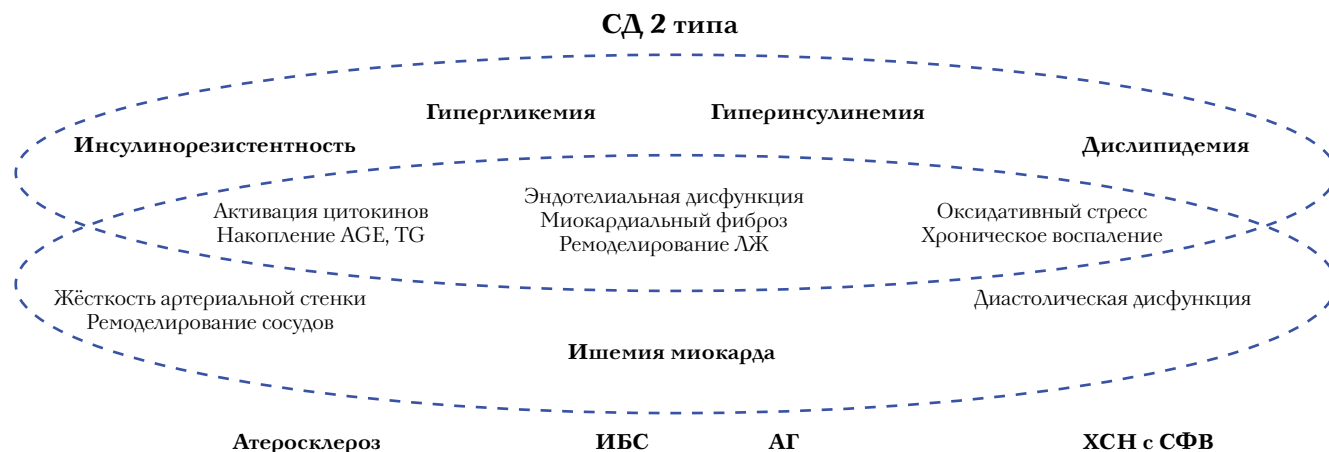 СД 2 типа
Гипергликемия
Гиперинсулинемия
Инсулинорезистентность
Дислипидемия
Активация цитокинов
Накопление AGE, TG
Эндотелиальная дисфункция
Миокардиальный фиброз
Ремоделирование ЛЖ
Оксидативный стресс
Хроническое воспаление
Жёсткость артериальной стенки
Ремоделирование сосудов
Диастолическая дисфункция
Ишемия миокарда
Атеросклероз
ИБС
АГ
ХСН с СФВ